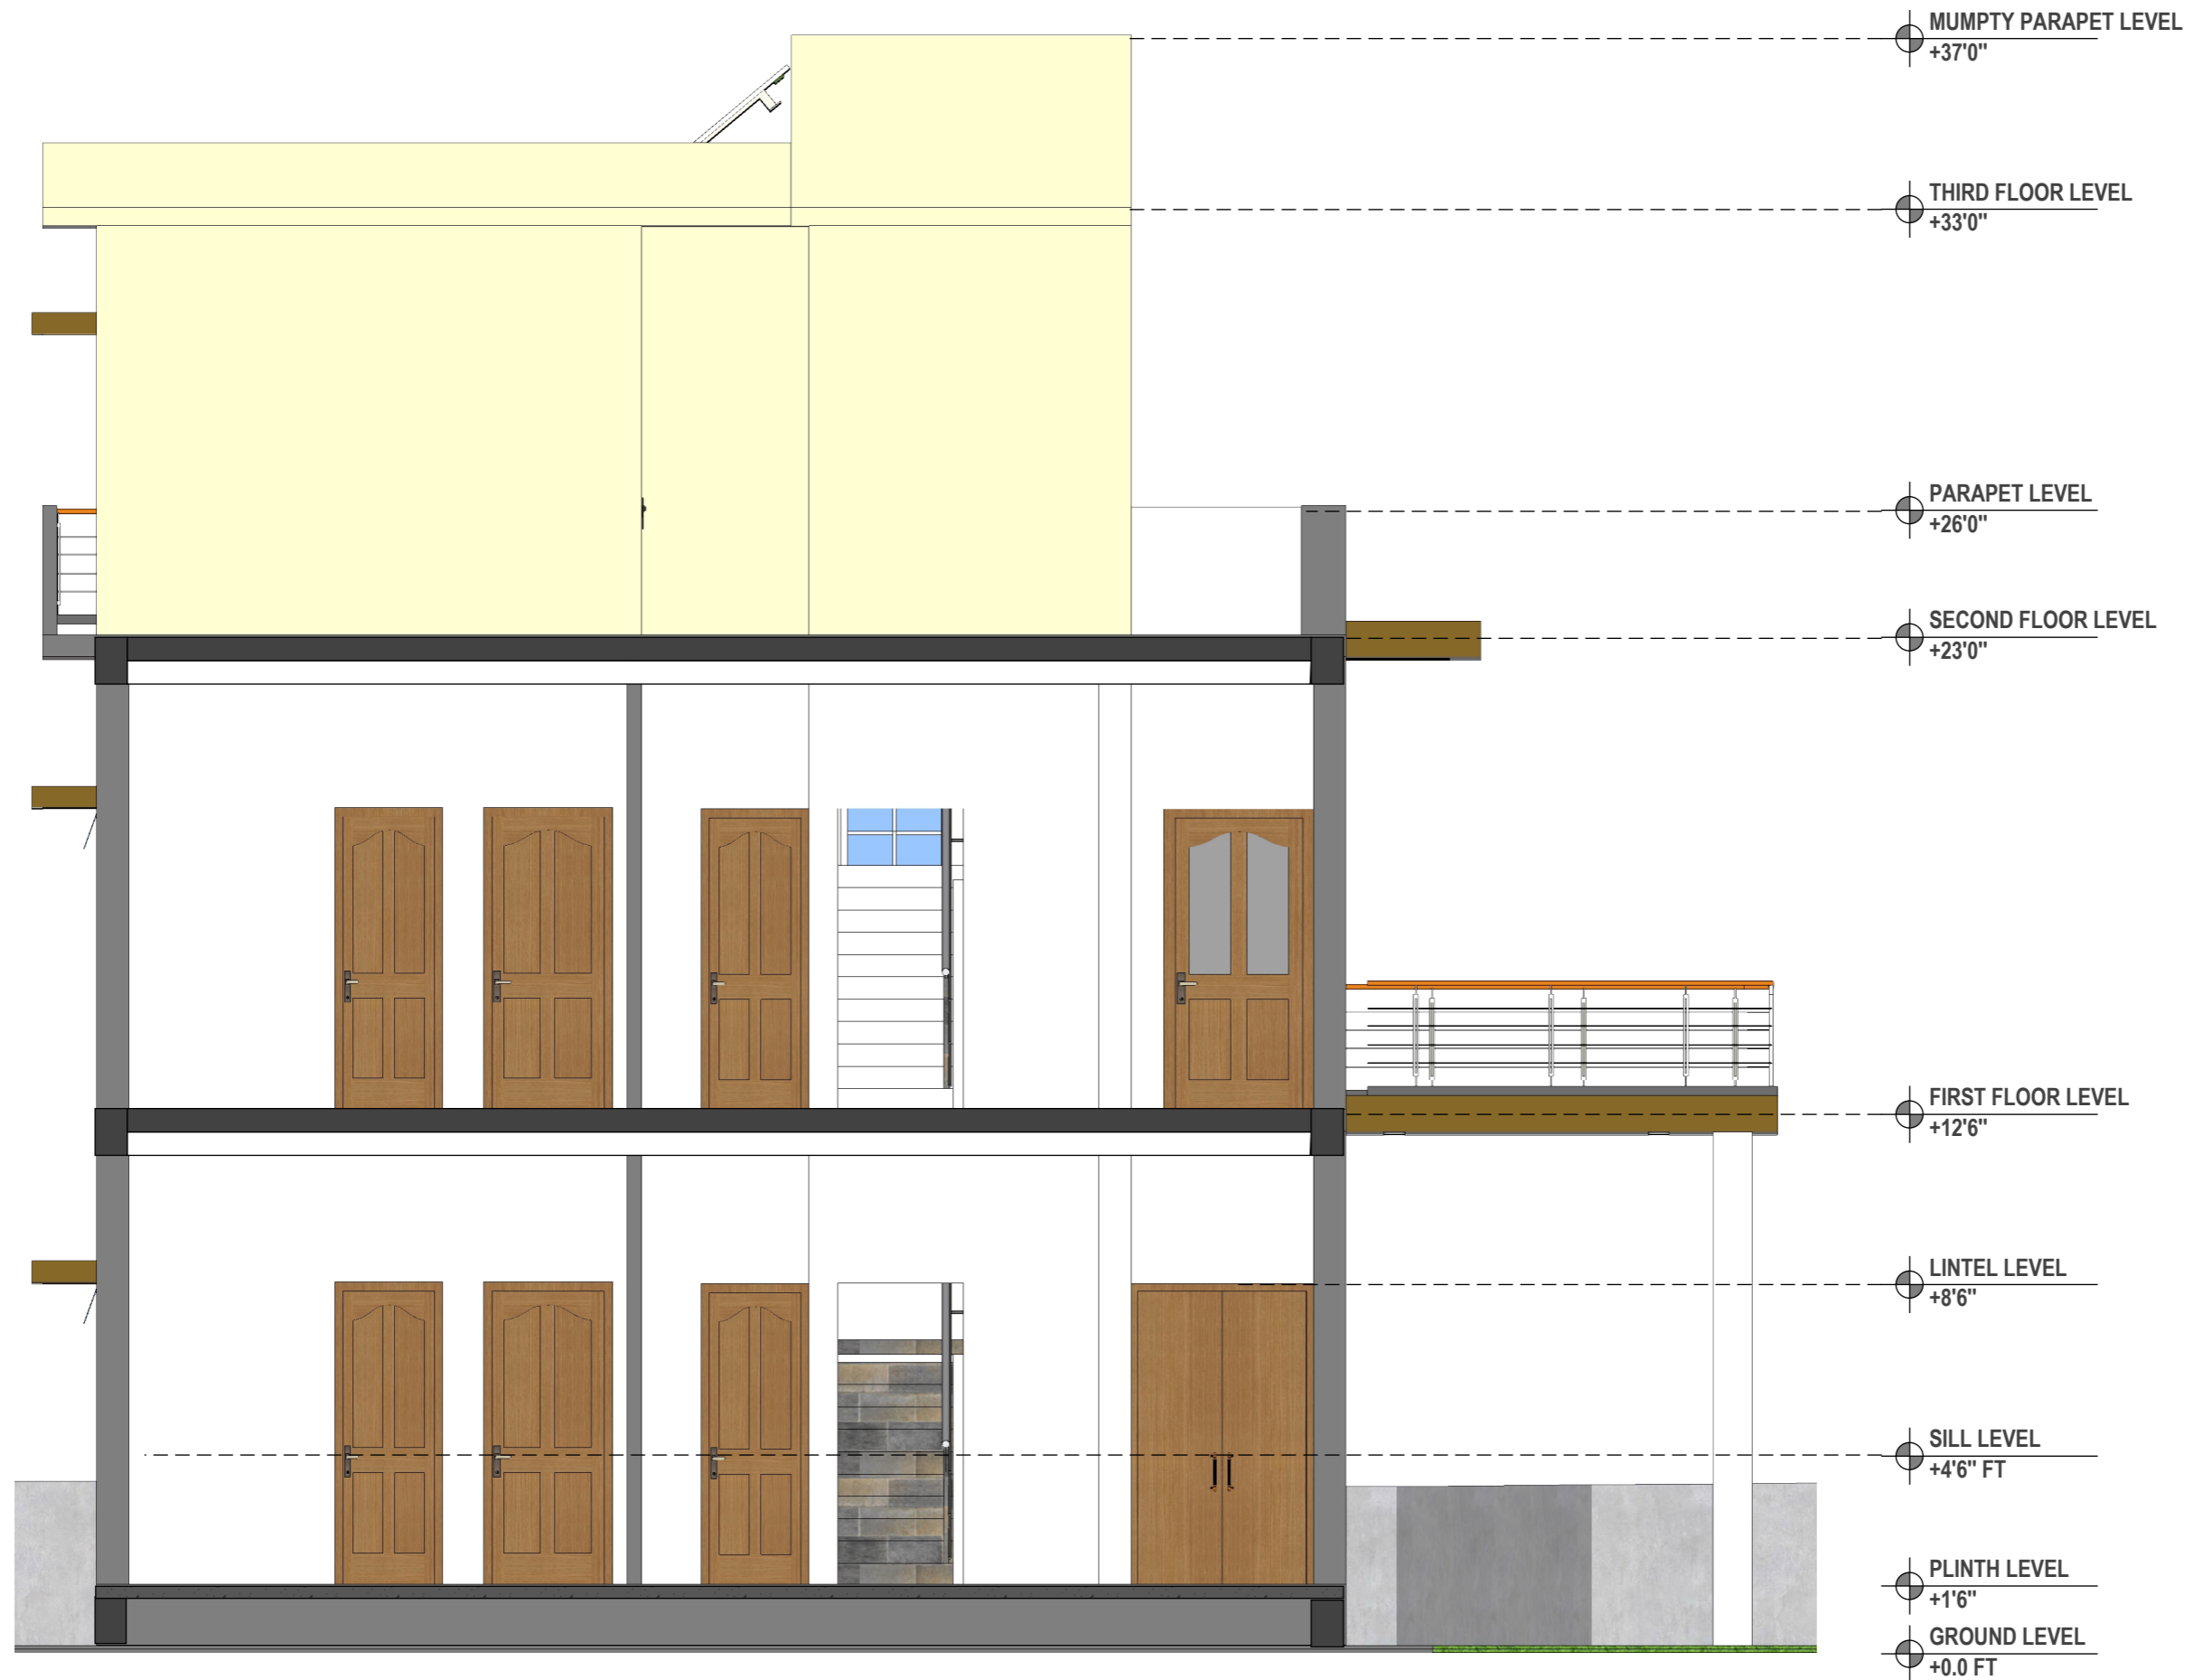 MUMPTY PARAPET LEVEL
+37'0"
THIRD FLOOR LEVEL
+33'0"
PARAPET LEVEL
+26'0"
SECOND FLOOR LEVEL
+23'0"
FIRST FLOOR LEVEL
+12'6"
LINTEL LEVEL
+8'6"
SILL LEVEL
+4'6" FT
PLINTH LEVEL
+1'6"
GROUND LEVEL
+0.0 FT